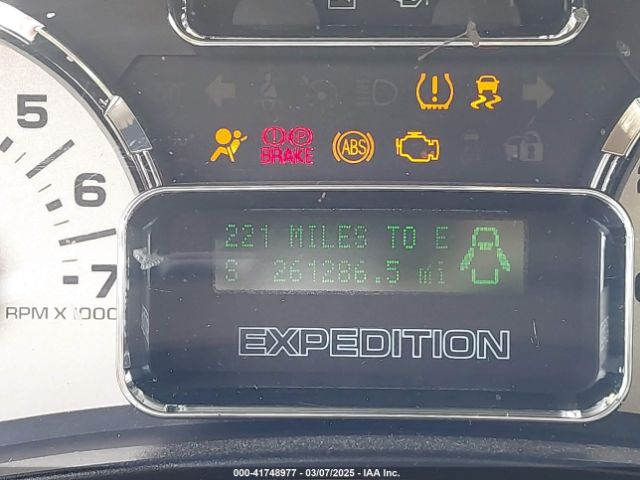 5
6
7
RPM X 1000
BRAKE
ABS
221 MILES TO E
8 261286.5 mi
EXPEDITION
000-41748977 — 03/07/2025 — IAA Inc.